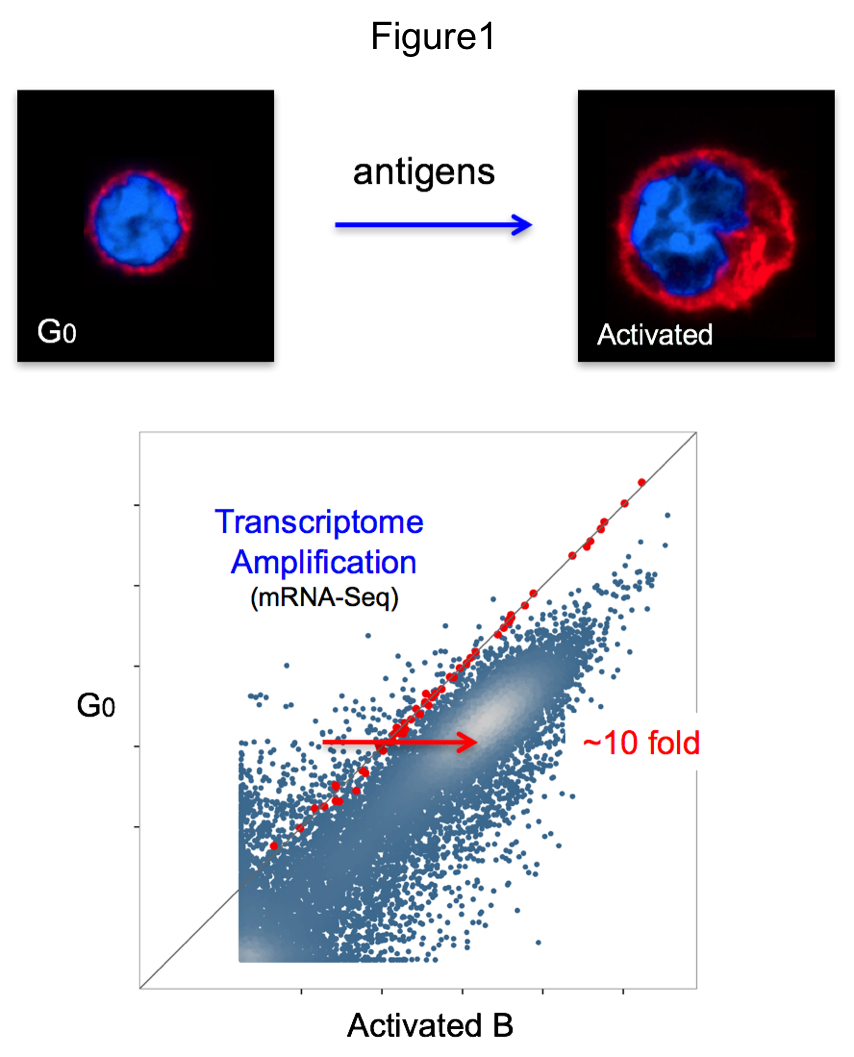 Figure1
antigens
G0
Activated
Transcriptome
Amplification
(mRNA-Seq)
G0
~10 fold
Activated B